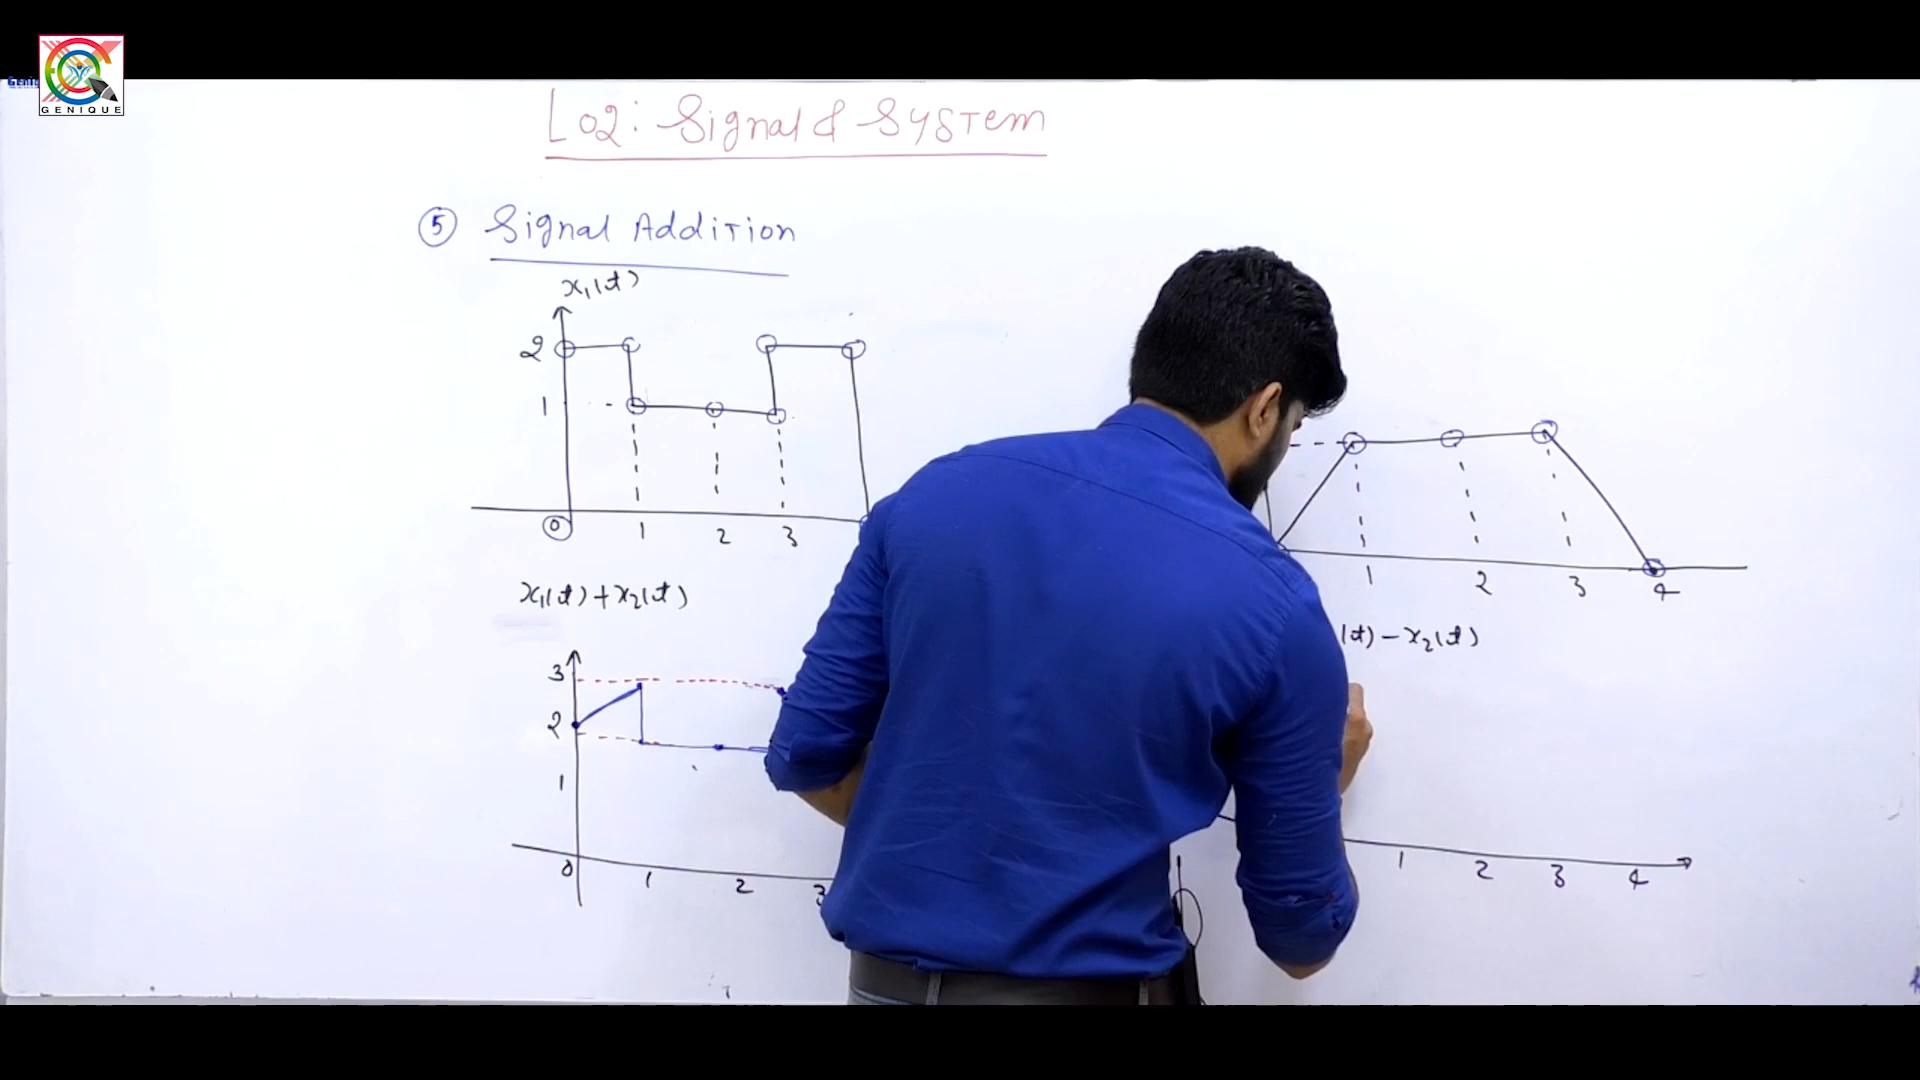 GENIQUE
L02: Signal & System
5 Signal Addition
x₁(t)
2
1
0 1 2 3
1 2 3 4
x₁(t) + x₂(t)
(t) - x₂(t)
3
2
1
0 1 2 3
1 2 3 4